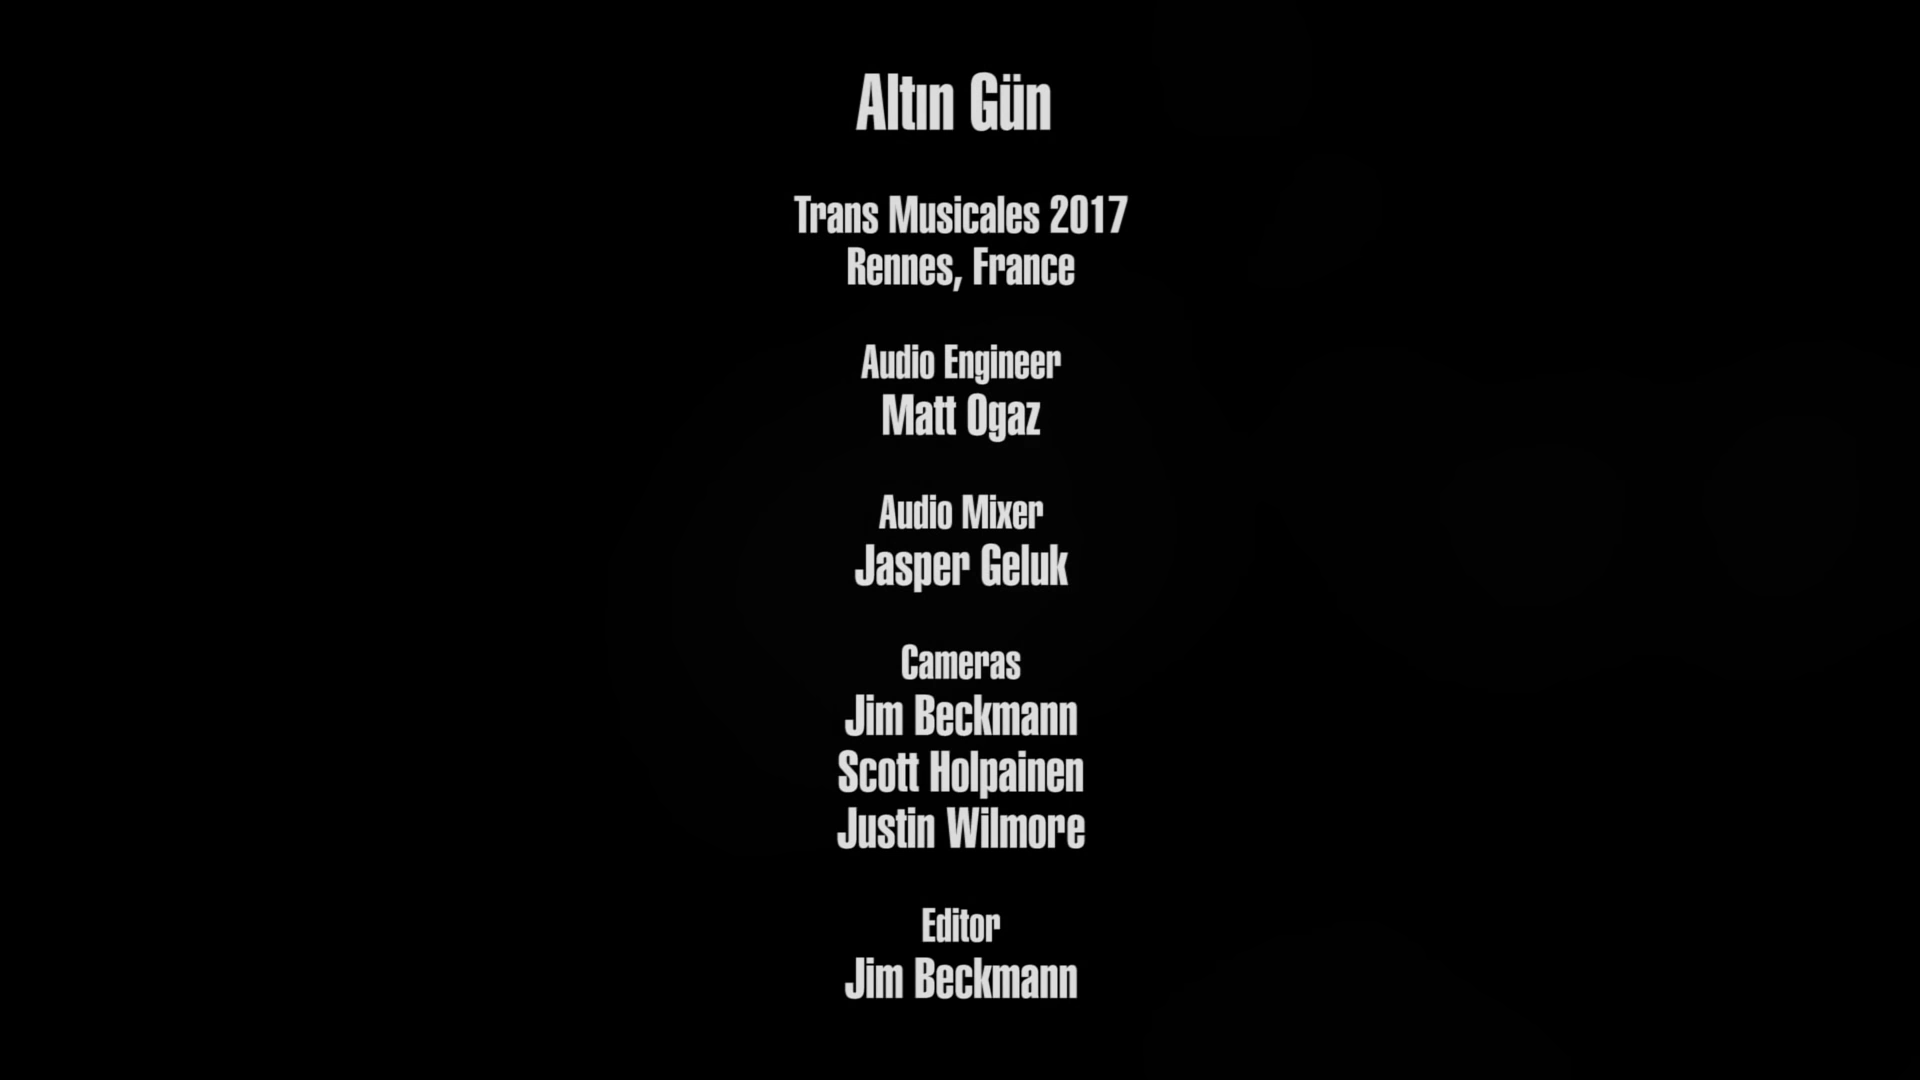 Altın Gün
Trans Musicales 2017
Rennes, France
Audio Engineer
Matt Ogaz
Audio Mixer
Jasper Geluk
Cameras
Jim Beckmann
Scott Holpainen
Justin Wilmore
Editor
Jim Beckmann